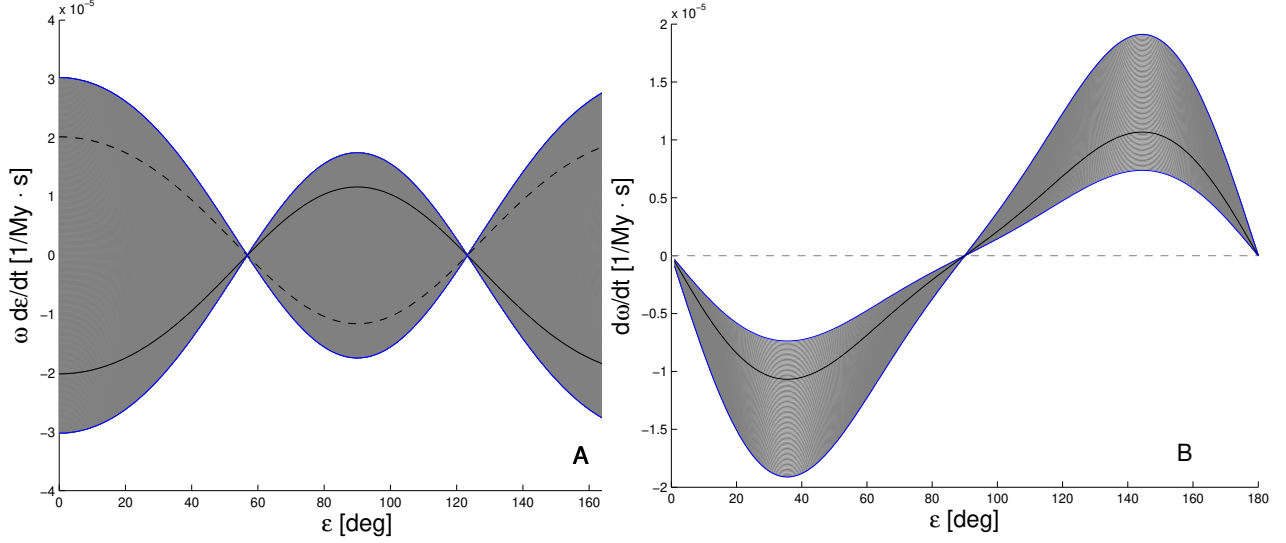 x 10⁻⁵
4
3
2
1
0
−1
−2
−3
−4
ω dε/dt [1/My · s]
0 20 40 60 80 100 120 140 160
ε [deg]
A
x 10⁻⁵
2
1.5
1
0.5
0
−0.5
−1
−1.5
−2
dω/dt [1/My · s]
0 20 40 60 80 100 120 140 160 180
ε [deg]
B